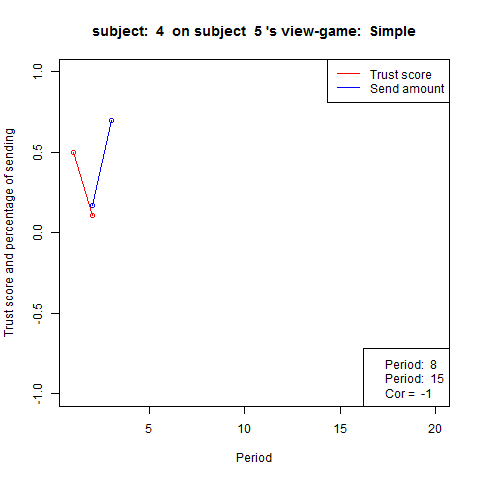 subject:  4  on subject  5 's view-game:  Simple
Trust score
Send amount
Trust score and percentage of sending
1.0
0.5
0.0
-0.5
-1.0
Period:  8
Period:  15
Cor =  -1
5
10
15
20
Period